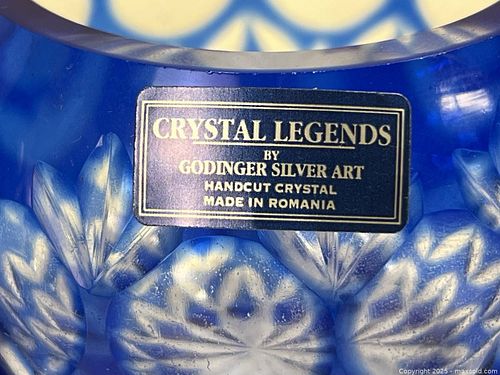 CRYSTAL LEGENDS
BY
GODINGER SILVER ART
HANDCUT CRYSTAL
MADE IN ROMANIA
Copyright 2025 - maxsold.com